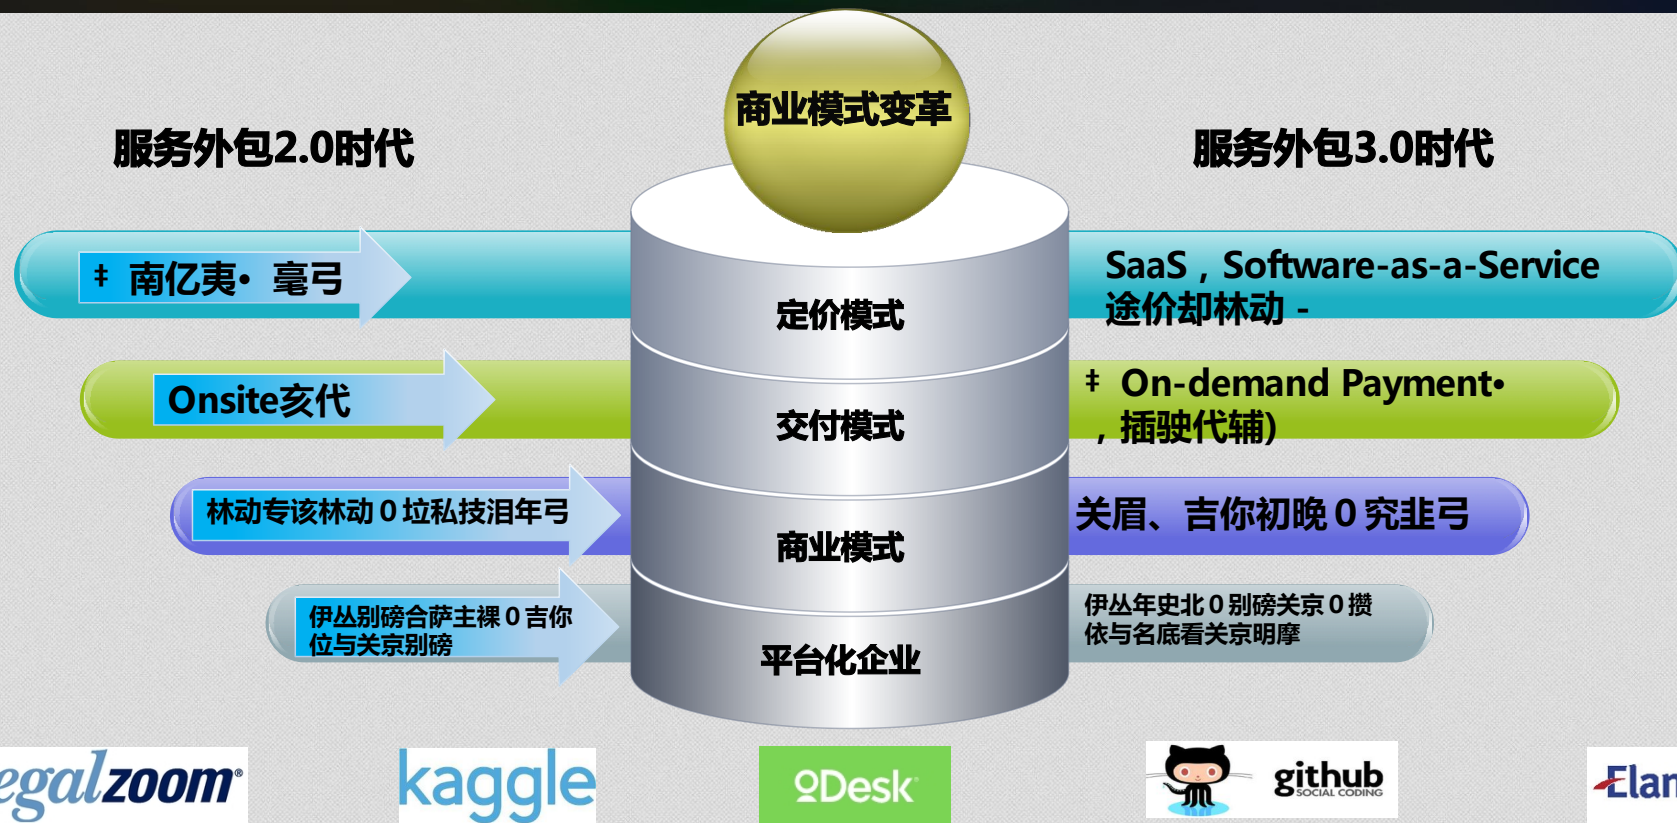 商业模式变革
服务外包2.0时代
服务外包3.0时代
‡ 南亿夷• 毫弓
定价模式
SaaS，Software-as-a-Service
途价却林动 -
Onsite亥代
交付模式
‡ On-demand Payment•
，插驶代辅)
林动专该林动0垃私技泪年弓
商业模式
关眉、吉你初晚0究韭弓
伊丛别磅合萨主裸0吉你
位与关京别磅
平台化企业
伊丛年史北0别磅关京0攒
依与名底看关京明摩
egalzoom
kaggle
oDesk
github
SOCIAL CODING
Elan